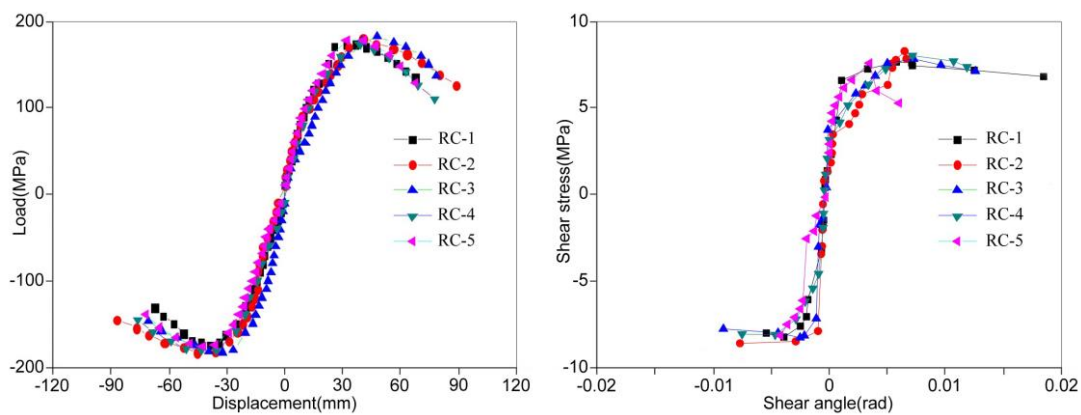 200
100
0
-100
-200
-120
-90
-60
-30
0
30
60
90
120
Load(MPa)
Displacement(mm)
RC-1
RC-2
RC-3
RC-4
RC-5
10
5
0
-5
-10
-0.02
-0.01
0
0.01
0.02
Shear stress(MPa)
Shear angle(rad)
RC-1
RC-2
RC-3
RC-4
RC-5